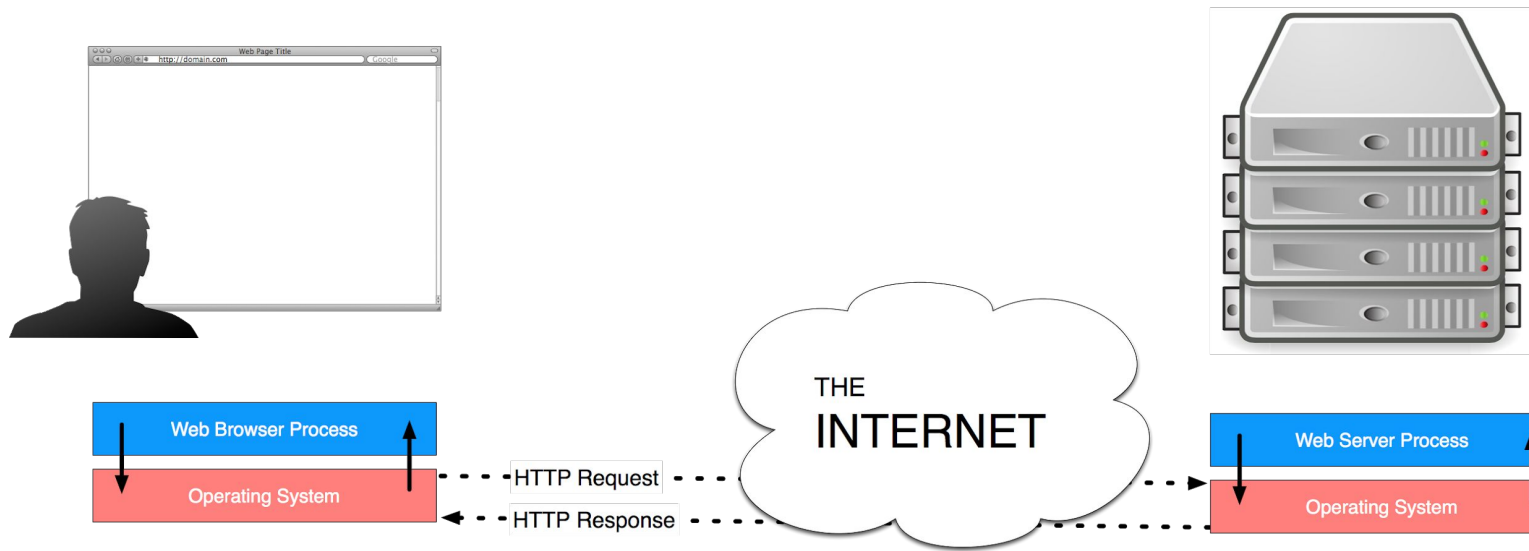 Web Page Title
http://domain.com
Google
THE
INTERNET
Web Browser Process
Operating System
HTTP Request
HTTP Response
Web Server Process
Operating System